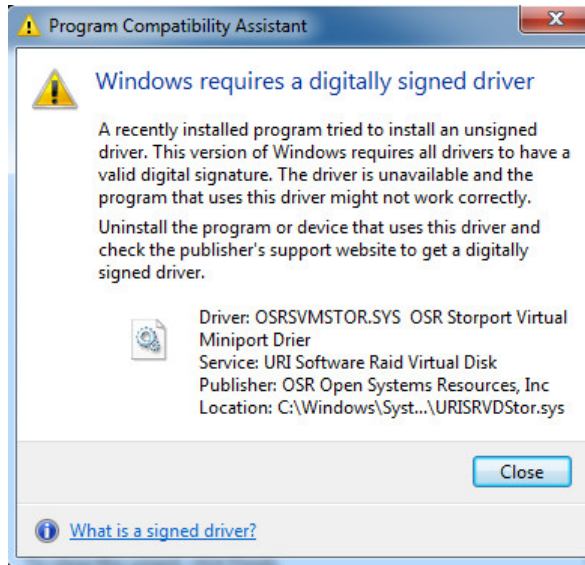 Program Compatibility Assistant
Windows requires a digitally signed driver
A recently installed program tried to install an unsigned
driver. This version of Windows requires all drivers to have a
valid digital signature. The driver is unavailable and the
program that uses this driver might not work correctly.
Uninstall the program or device that uses this driver and
check the publisher's support website to get a digitally
signed driver.
Driver: OSRSVMSTOR.SYS OSR Storport Virtual
Miniport Drier
Service: URI Software Raid Virtual Disk
Publisher: OSR Open Systems Resources, Inc
Location: C:\Windows\Syst...\URISRVDStor.sys
Close
What is a signed driver?